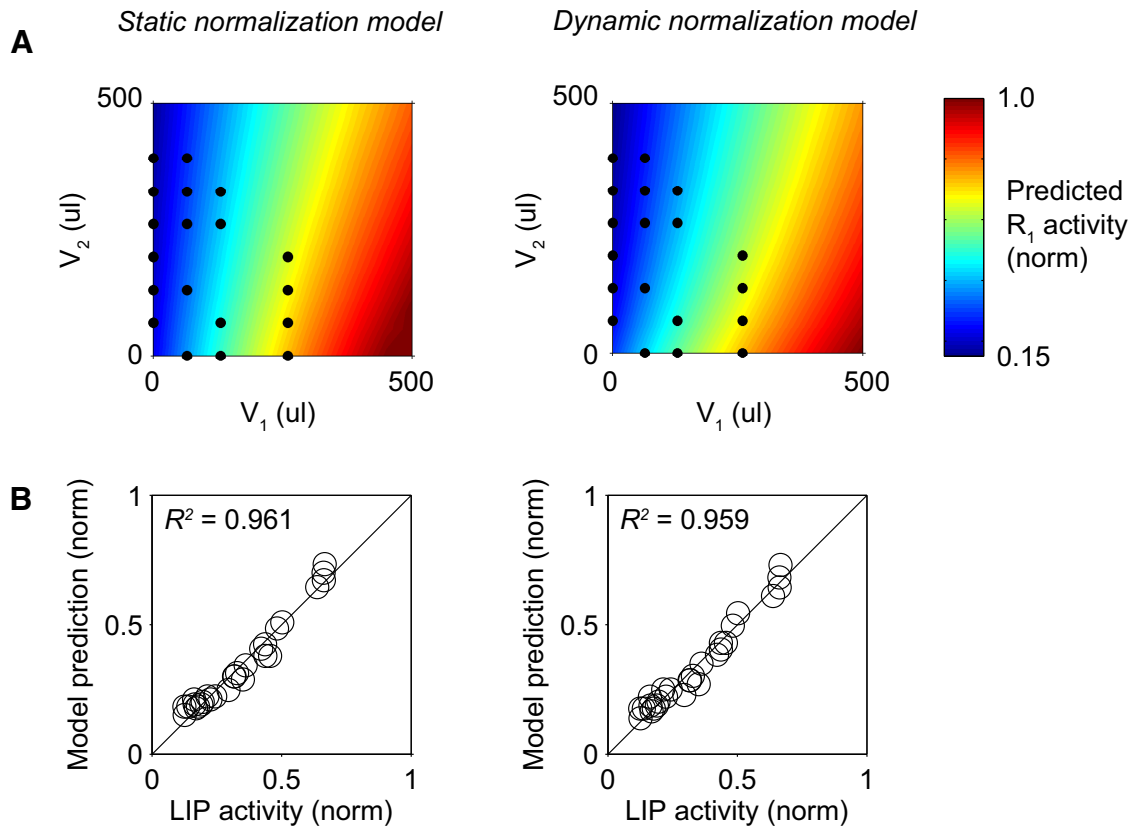 Static normalization model
Dynamic normalization model
A
500
V2 (ul)
0
0
500
V1 (ul)
500
V2 (ul)
0
0
500
V1 (ul)
1.0
Predicted
R1 activity
(norm)
0.15
B
1
R2 = 0.961
Model prediction (norm)
0.5
0
0
0.5
1
LIP activity (norm)
1
R2 = 0.959
Model prediction (norm)
0.5
0
0
0.5
1
LIP activity (norm)